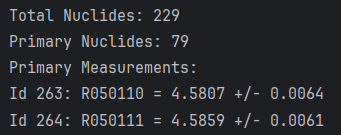 Total Nuclides: 229
Primary Nuclides: 79
Primary Measurements:
Id 263: R050110 = 4.5807 +/- 0.0064
Id 264: R050111 = 4.5859 +/- 0.0061